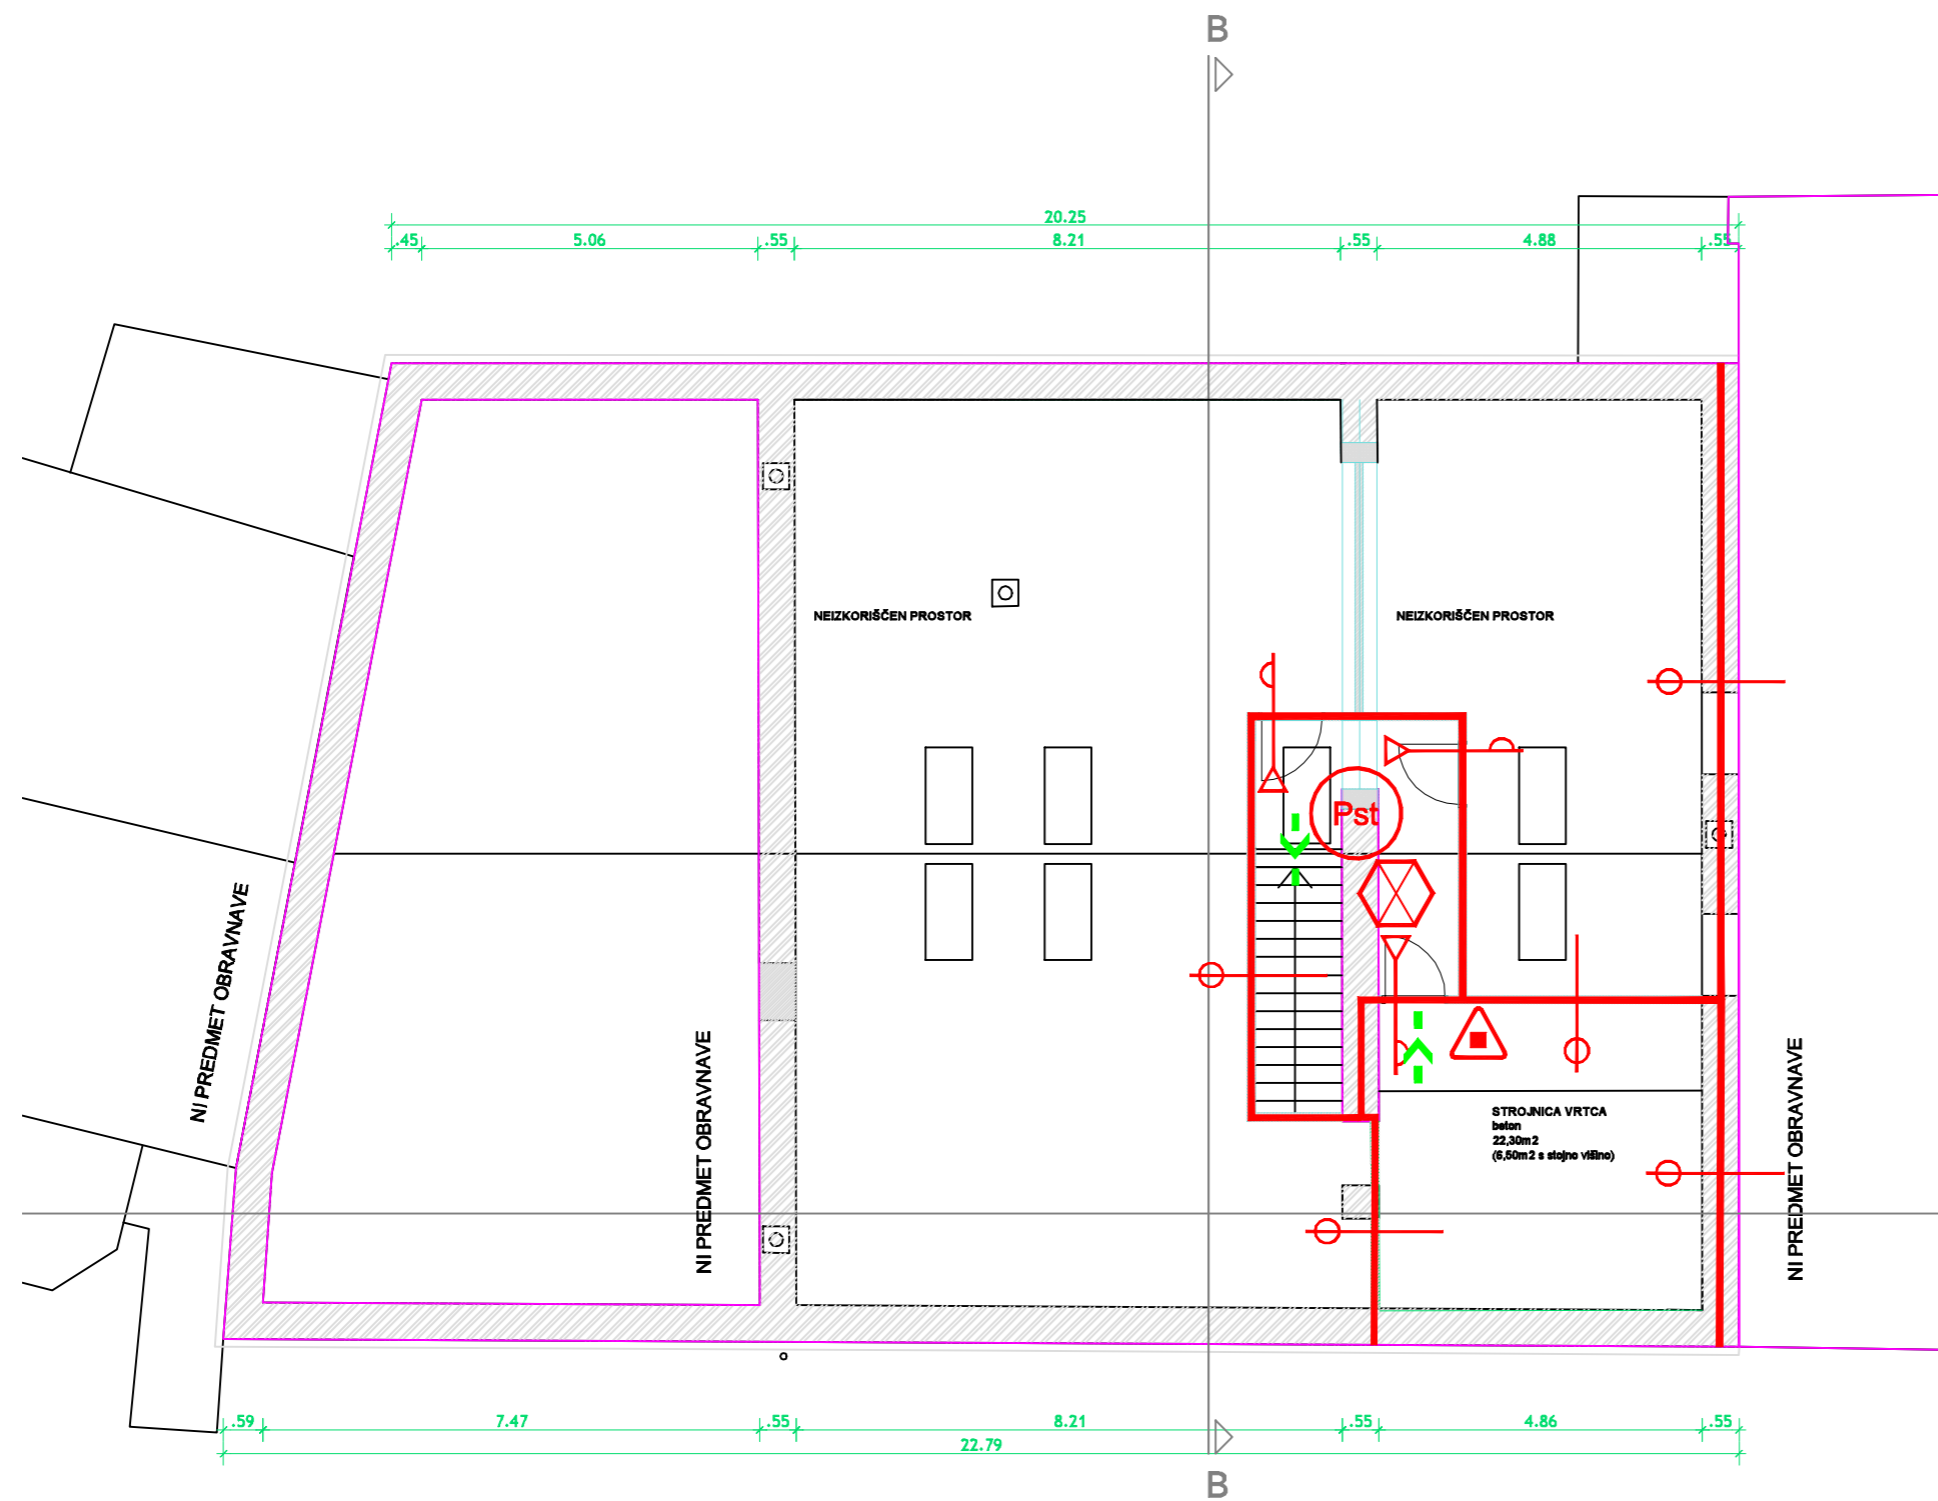 B
20.25
.45
5.06
.55
8.21
.55
4.88
.55
NEIZKORIŠČEN PROSTOR
NEIZKORIŠČEN PROSTOR
Pst
NI PREDMET OBRAVNAVE
NI PREDMET OBRAVNAVE
NI PREDMET OBRAVNAVE
STROJNICA VRTCA
beton
22,30m2
(6,50m2 s stojno višino)
.59
7.47
.55
8.21
.55
4.86
.55
22.79
B